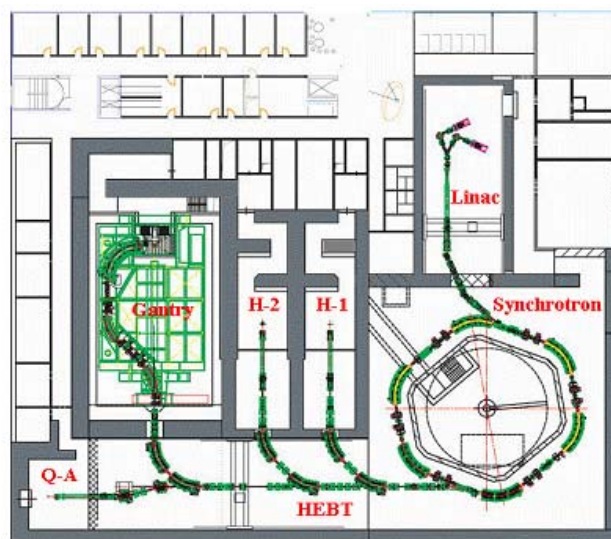 Linac
Gantry
H-2
H-1
Synchrotron
Q-A
HEBT